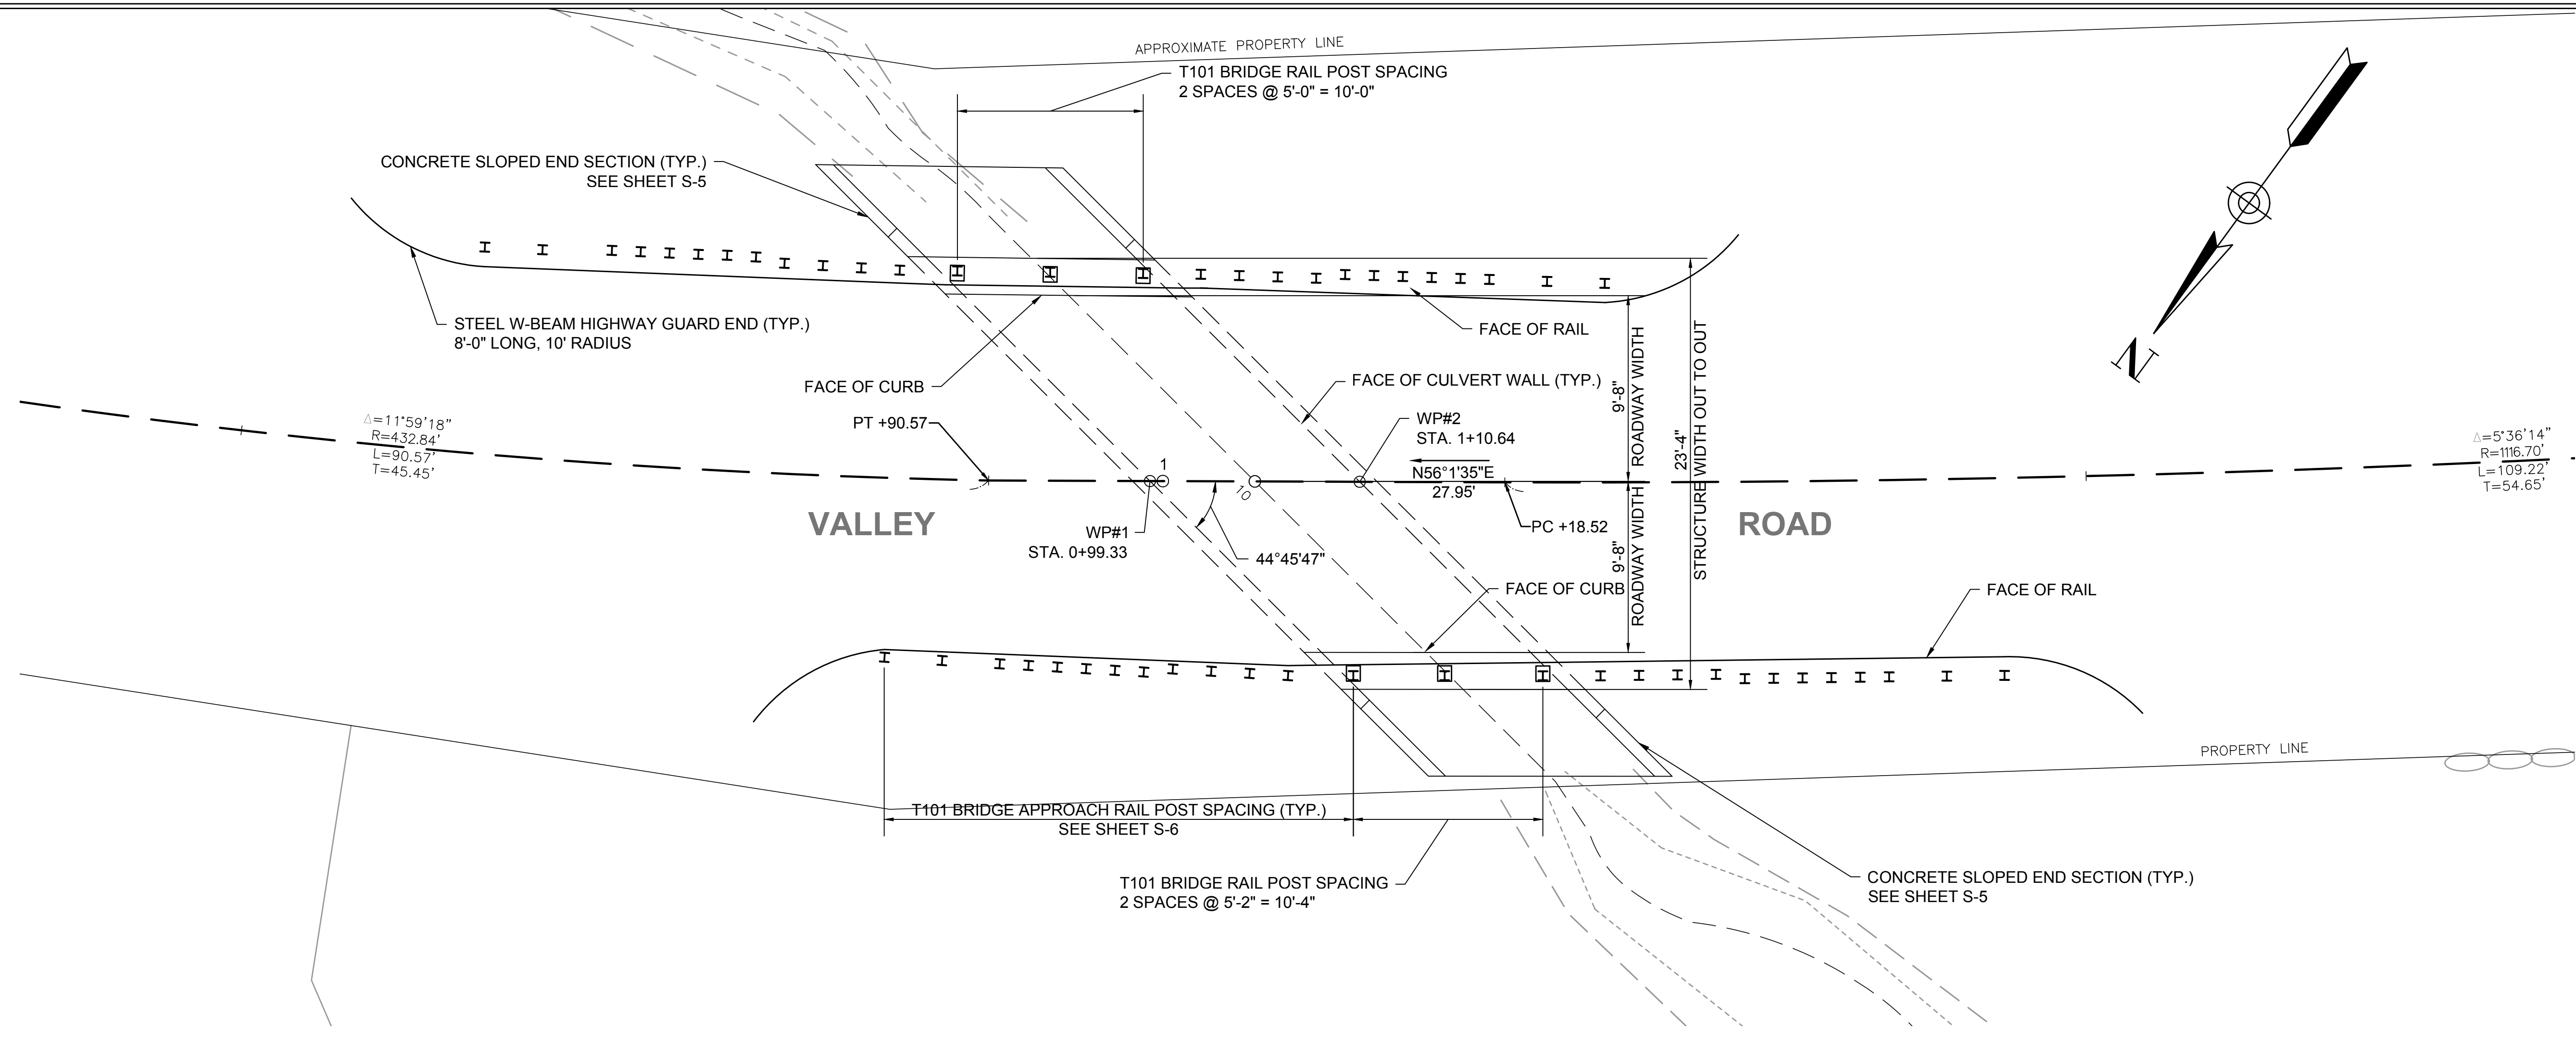 APPROXIMATE PROPERTY LINE
T101 BRIDGE RAIL POST SPACING
2 SPACES @ 5'-0" = 10'-0"
CONCRETE SLOPED END SECTION (TYP.)
SEE SHEET S-5
STEEL W-BEAM HIGHWAY GUARD END (TYP.)
8'-0" LONG, 10' RADIUS
FACE OF RAIL
FACE OF CURB
FACE OF CULVERT WALL (TYP.)
N
Δ=11°59'18"
R=432.84'
L=90.57'
T=45.45'
PT +90.57
1
10
WP#2
STA. 1+10.64
N56°1'35"E
27.95'
9'-8"
ROADWAY WIDTH
9'-8"
ROADWAY WIDTH
23'-4"
STRUCTURE WIDTH OUT TO OUT
Δ=5°36'14"
R=1116.70'
L=109.22'
T=54.65'
VALLEY
ROAD
WP#1
STA. 0+99.33
44°45'47"
PC +18.52
FACE OF CURB
FACE OF RAIL
PROPERTY LINE
T101 BRIDGE APPROACH RAIL POST SPACING (TYP.)
SEE SHEET S-6
T101 BRIDGE RAIL POST SPACING
2 SPACES @ 5'-2" = 10'-4"
CONCRETE SLOPED END SECTION (TYP.)
SEE SHEET S-5